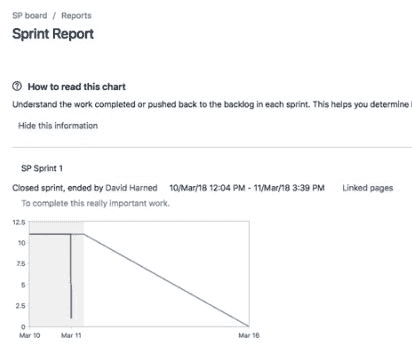 SP board / Reports
Sprint Report
How to read this chart
Understand the work completed or pushed back to the backlog in each sprint. This helps you determine
Hide this information
SP Sprint 1
Closed sprint, ended by David Harned 10/Mar/18 12:04 PM - 11/Mar/18 3:39 PM Linked pages
To complete this really important work.
12.5
10
7.5
5
2.5
0
Mar 10 Mar 11 Mar 16